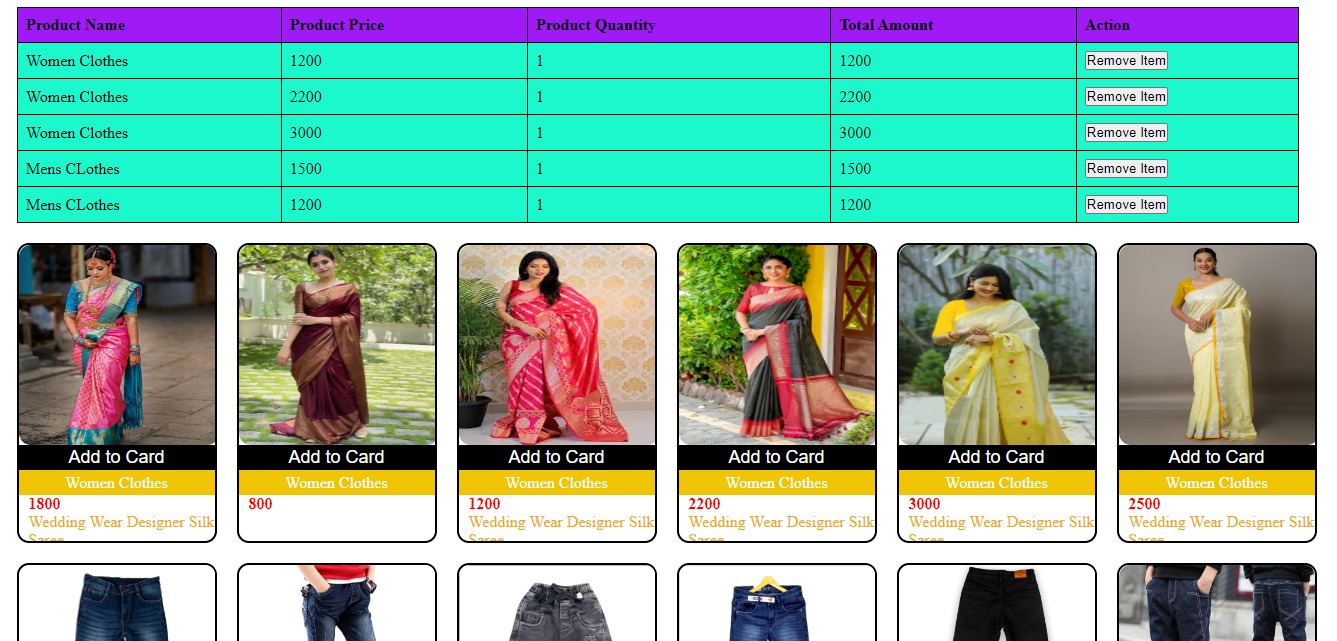 Product Name Product Price Product Quantity Total Amount Action
Women Clothes 1200 1 1200 Remove Item
Women Clothes 2200 1 2200 Remove Item
Women Clothes 3000 1 3000 Remove Item
Mens CLothes 1500 1 1500 Remove Item
Mens CLothes 1200 1 1200 Remove Item
Add to Card Add to Card Add to Card Add to Card Add to Card Add to Card
Women Clothes Women Clothes Women Clothes Women Clothes Women Clothes Women Clothes
1800 800 1200 2200 3000 2500
Wedding Wear Designer Silk Wedding Wear Designer Silk Wedding Wear Designer Silk Wedding Wear Designer Silk Wedding Wear Designer Silk
Saree Saree Saree Saree Saree